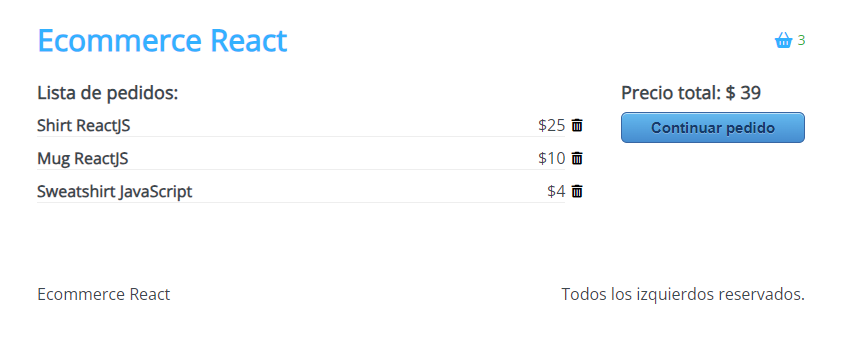 Ecommerce React
3
Lista de pedidos:
Shirt ReactJS $25
Mug ReactJS $10
Sweatshirt JavaScript $4
Precio total: $ 39
Continuar pedido
Ecommerce React
Todos los izquierdos reservados.